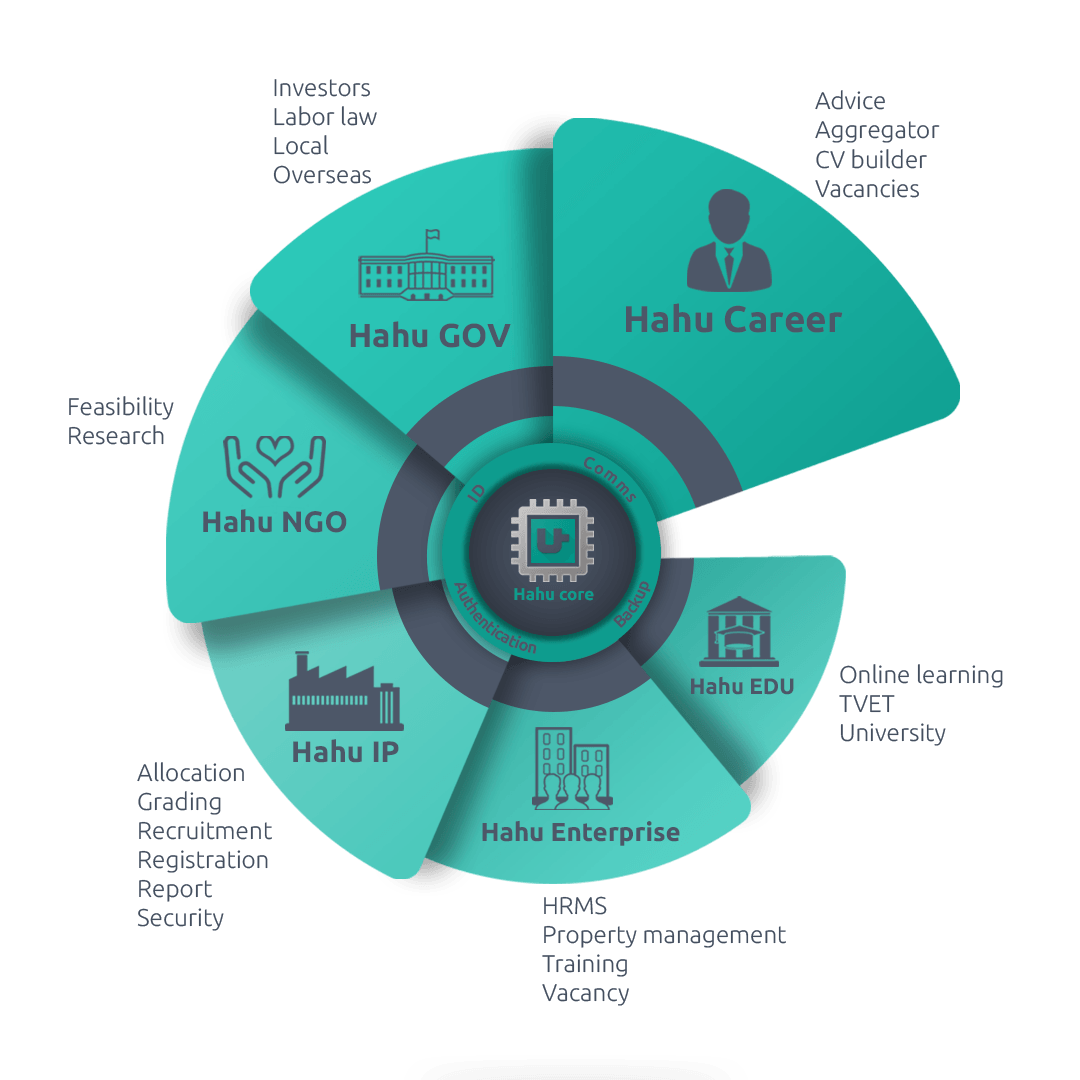 Investors
Labor law
Local
Overseas
Advice
Aggregator
CV builder
Vacancies
Hahu Career
Hahu GOV
Feasibility
Research
Hahu NGO
ID
Comms
Authentication
Backup
Hahu core
Hahu EDU
Online learning
TVET
University
Hahu IP
Allocation
Grading
Recruitment
Registration
Report
Security
Hahu Enterprise
HRMS
Property management
Training
Vacancy